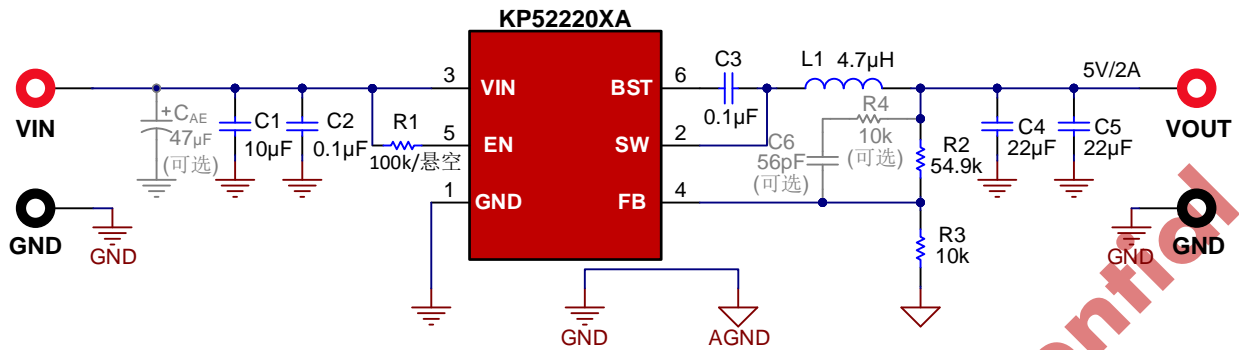 KP52220XA
VIN
+C_AE
47µF
(可选)
C1
10µF
C2
0.1µF
R1
100k/悬空
3
5
1
VIN
EN
GND
BST
SW
FB
6
2
4
C3
0.1µF
L1
4.7µH
C6
56pF
(可选)
R4
10k
(可选)
R2
54.9k
R3
10k
C4
22µF
C5
22µF
5V/2A
VOUT
GND
GND
GND
AGND
GND
GND